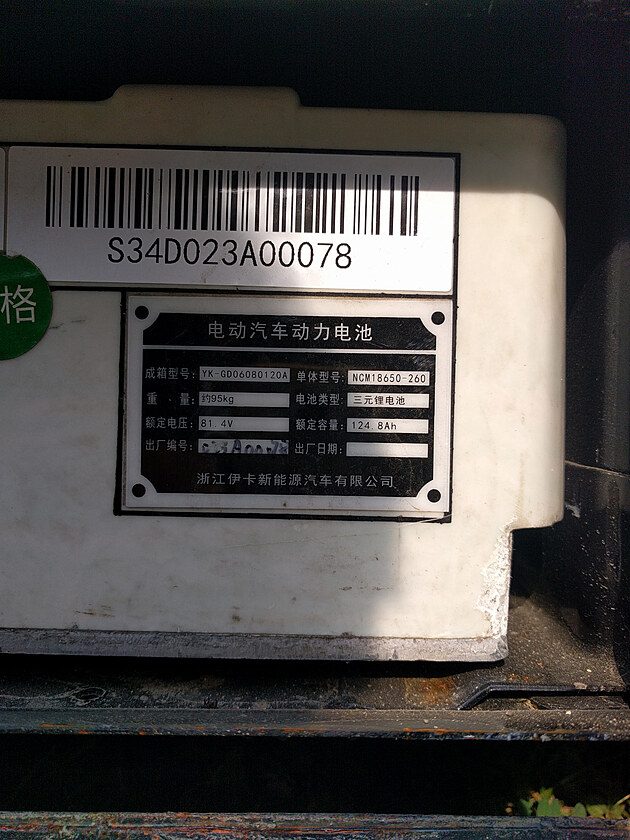 S34D023A00078
格
电动汽车动力电池
成箱型号: YK-GD06080120A 单体型号: NCM18650-260
重 量: 约95kg 电池类型: 三元锂电池
额定电压: 81.4V 额定容量: 124.8Ah
出厂编号: 出厂日期:
浙江伊卡新能源汽车有限公司